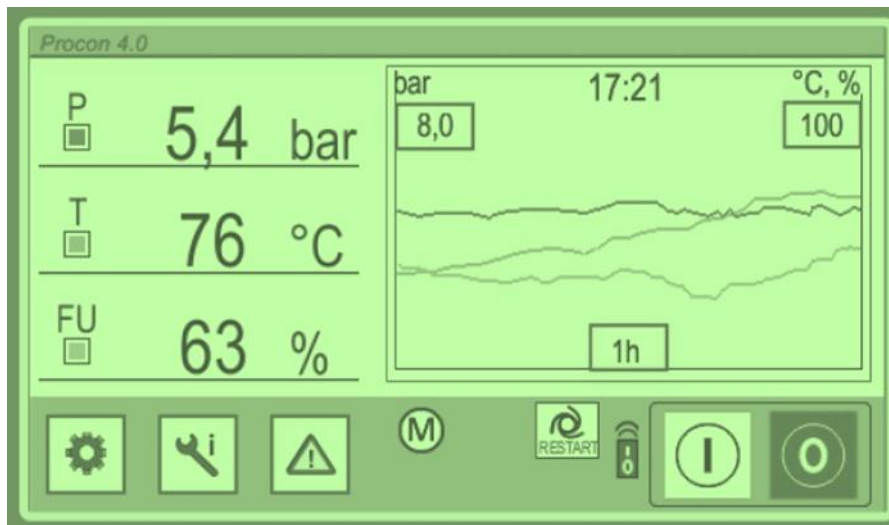 Procon 4.0
P
5,4 bar
T
76 °C
FU
63 %
bar 17:21 °C, %
8,0 100
1h
i
M
RESTART
I
O
I O